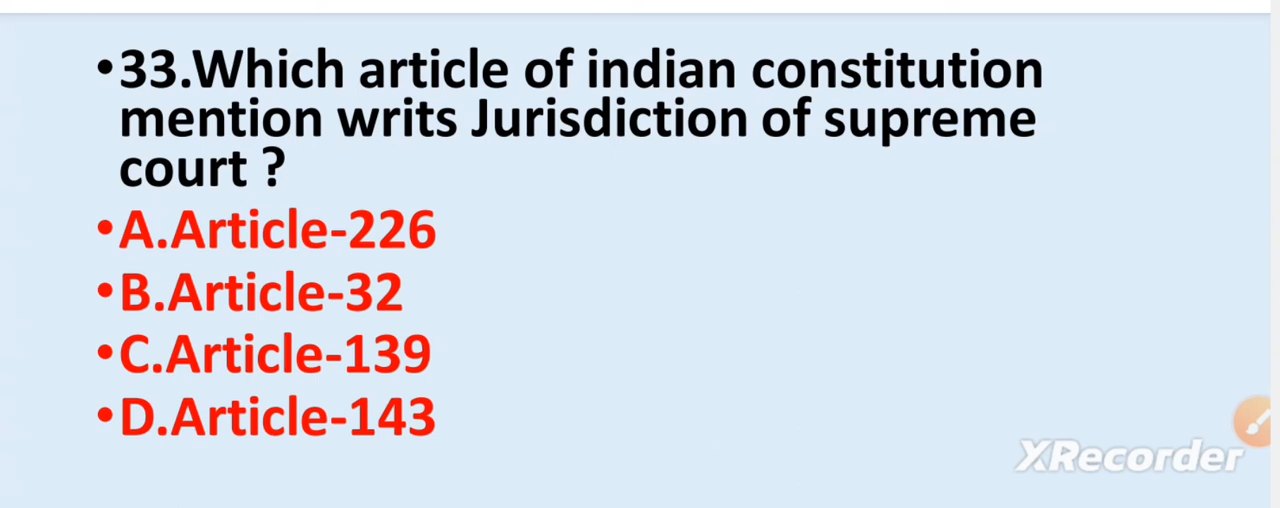 •33.Which article of indian constitution
mention writs Jurisdiction of supreme
court ?
•A.Article-226
•B.Article-32
•C.Article-139
•D.Article-143
XRecorder